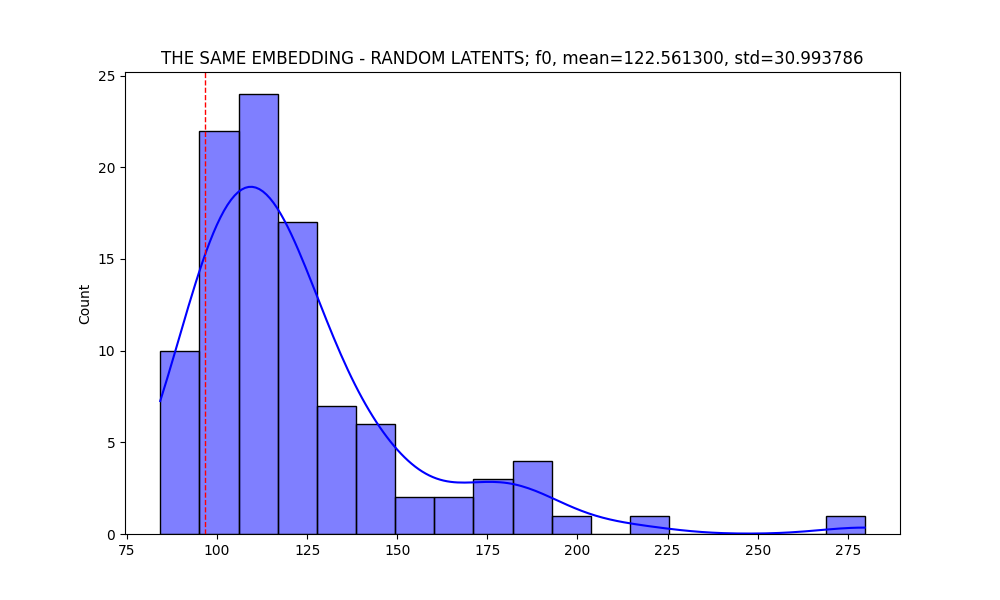 THE SAME EMBEDDING - RANDOM LATENTS; f0, mean=122.561300, std=30.993786
25
20
15
10
5
0
Count
75 100 125 150 175 200 225 250 275